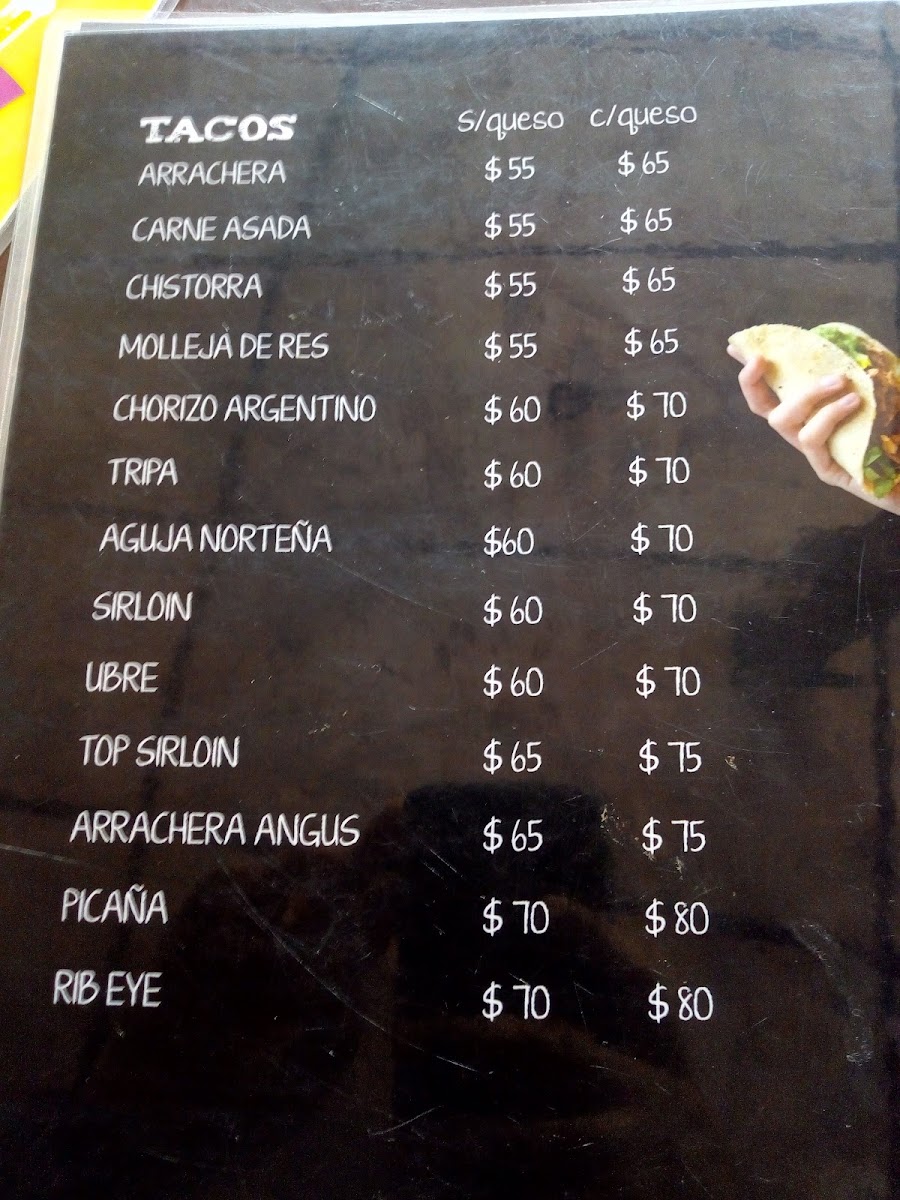 TACOS S/queso c/queso
ARRACHERA $ 55 $ 65
CARNE ASADA $ 55 $ 65
CHISTORRA $ 55 $ 65
MOLLEJA DE RES $ 55 $ 65
CHORIZO ARGENTINO $ 60 $ 70
TRIPA $ 60 $ 70
AGUJA NORTEÑA $60 $ 70
SIRLOIN $ 60 $ 70
UBRE $ 60 $ 70
TOP SIRLOIN $ 65 $ 75
ARRACHERA ANGUS $ 65 $ 75
PICAÑA $ 70 $ 80
RIB EYE $ 70 $ 80